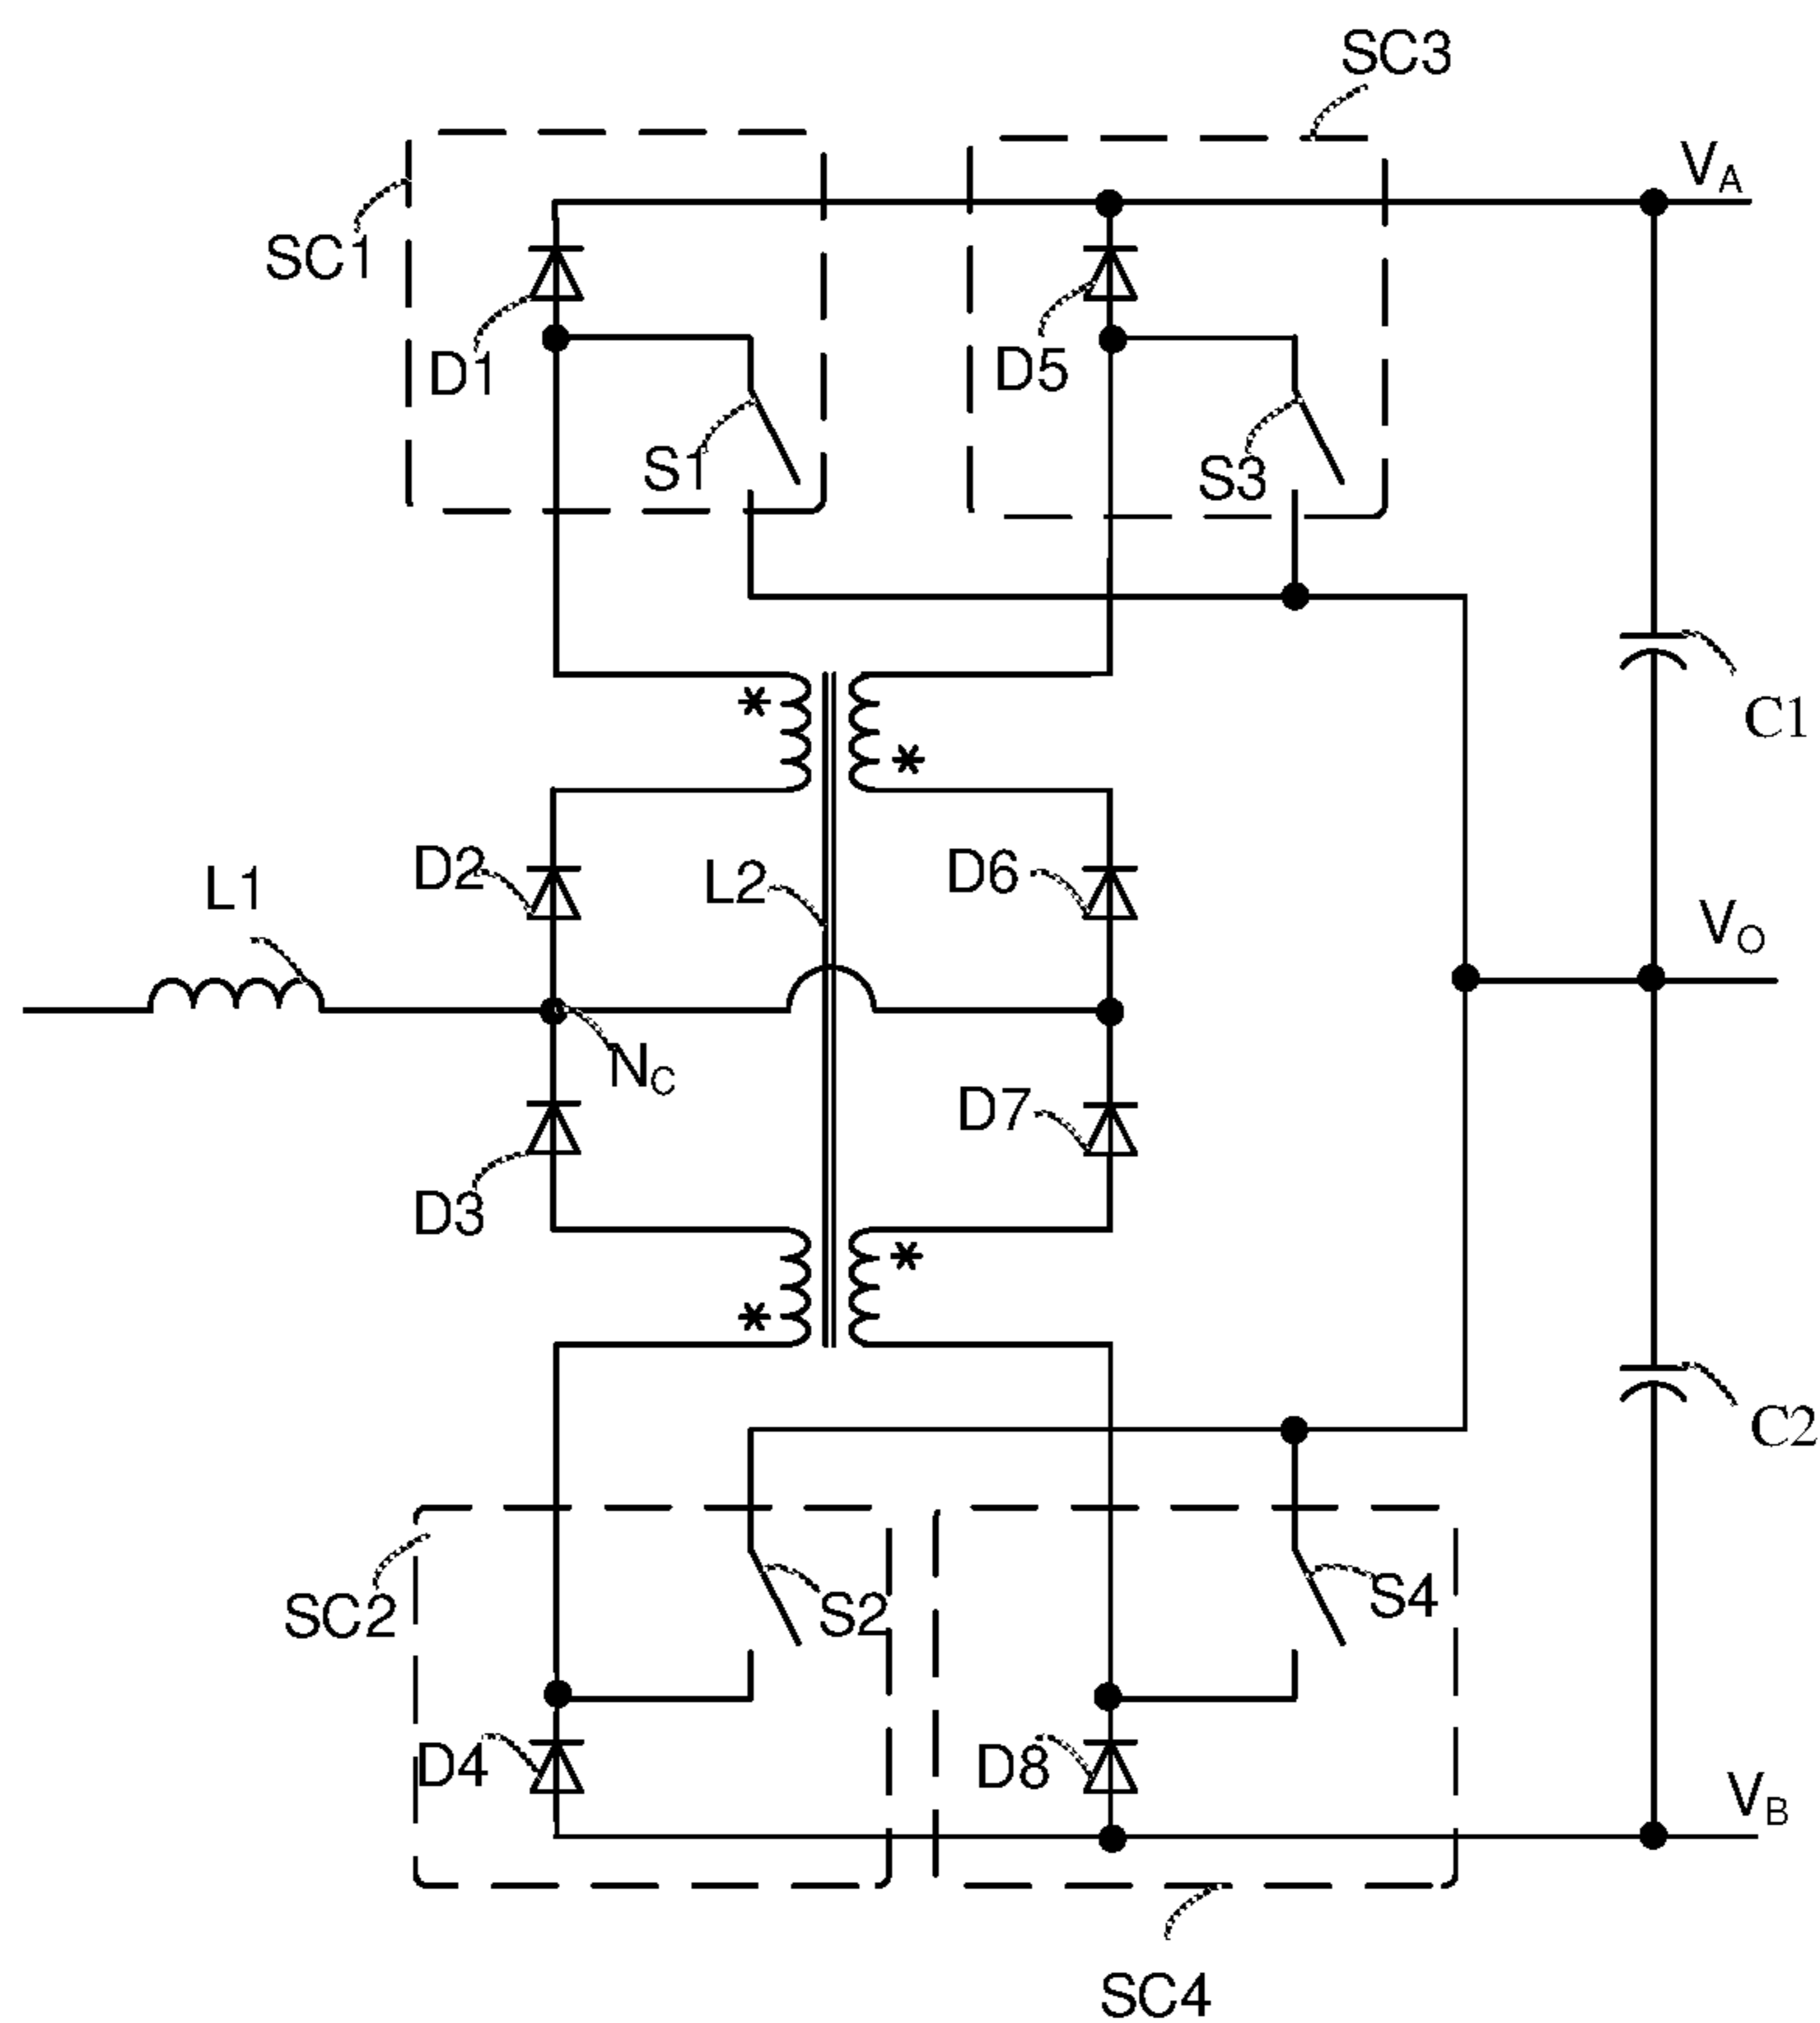 SC3
VA
SC1
D1
D5
S1
S3
C1
D2
L2
D6
L1
VO
NC
D7
D3
C2
S2
S4
SC2
D4
D8
VB
SC4